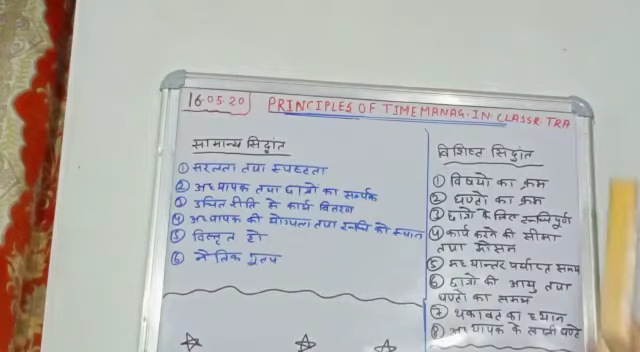 16.05.20
PRINCIPLES OF TIME MANAG. IN. CLASSR. TRA
सामान्य सिद्धांत
① सरलता तथा स्पष्टता
② अध्यापक तथा छात्रों का सम्पर्क
③ उचित रीति से कार्य वितरण
④ अध्यापक की योग्यता तथा रूचि को स्थान
⑤ विस्तृत हो
⑥ नैतिक मूल्य
विशिष्ट सिद्धांत
① विषयों का क्रम
② घण्टों का क्रम
③ छात्रों के लिए रूचिपूर्ण
④ कार्य करने की सीमा
तथा मौसम
⑤ मध्यान्तर पर्याप्त समय
⑥ छात्रों की आयु तथा
घण्टों का समय
⑦ थकावट का ध्यान
⑧ अध्यापक के खाली घण्टे